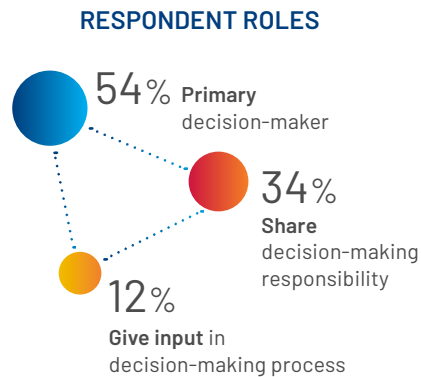 RESPONDENT ROLES
54% Primary
decision-maker
34%
Share
decision-making
responsibility
12%
Give input in
decision-making process